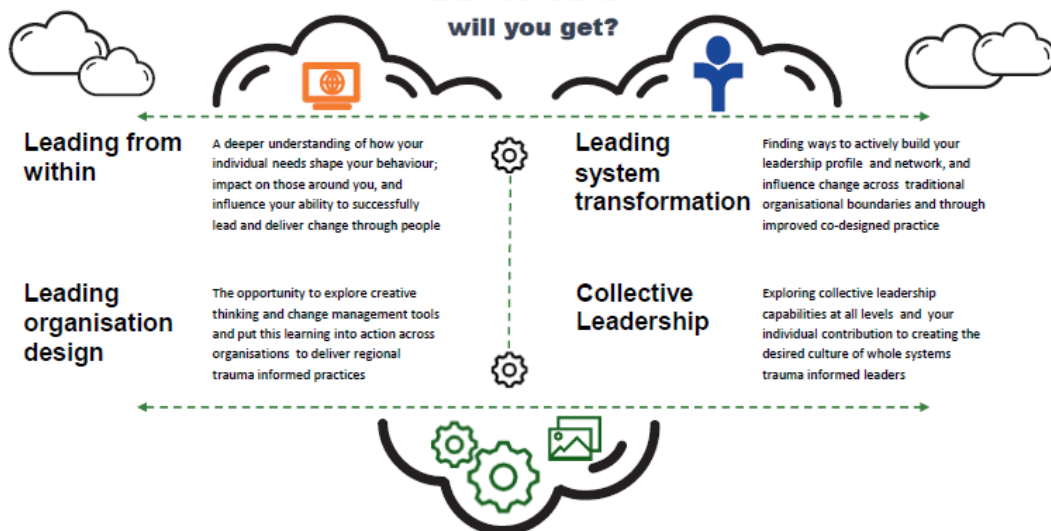 will you get?
Leading from
within
A deeper understanding of how your
individual needs shape your behaviour;
impact on those around you, and
influence your ability to successfully
lead and deliver change through people
Leading
system
transformation
Finding ways to actively build your
leadership profile and network, and
influence change across traditional
organisational boundaries and through
improved co-designed practice
Leading
organisation
design
The opportunity to explore creative
thinking and change management tools
and put this learning into action across
organisations to deliver regional
trauma informed practices
Collective
Leadership
Exploring collective leadership
capabilities at all levels and your
individual contribution to creating the
desired culture of whole systems
trauma informed leaders